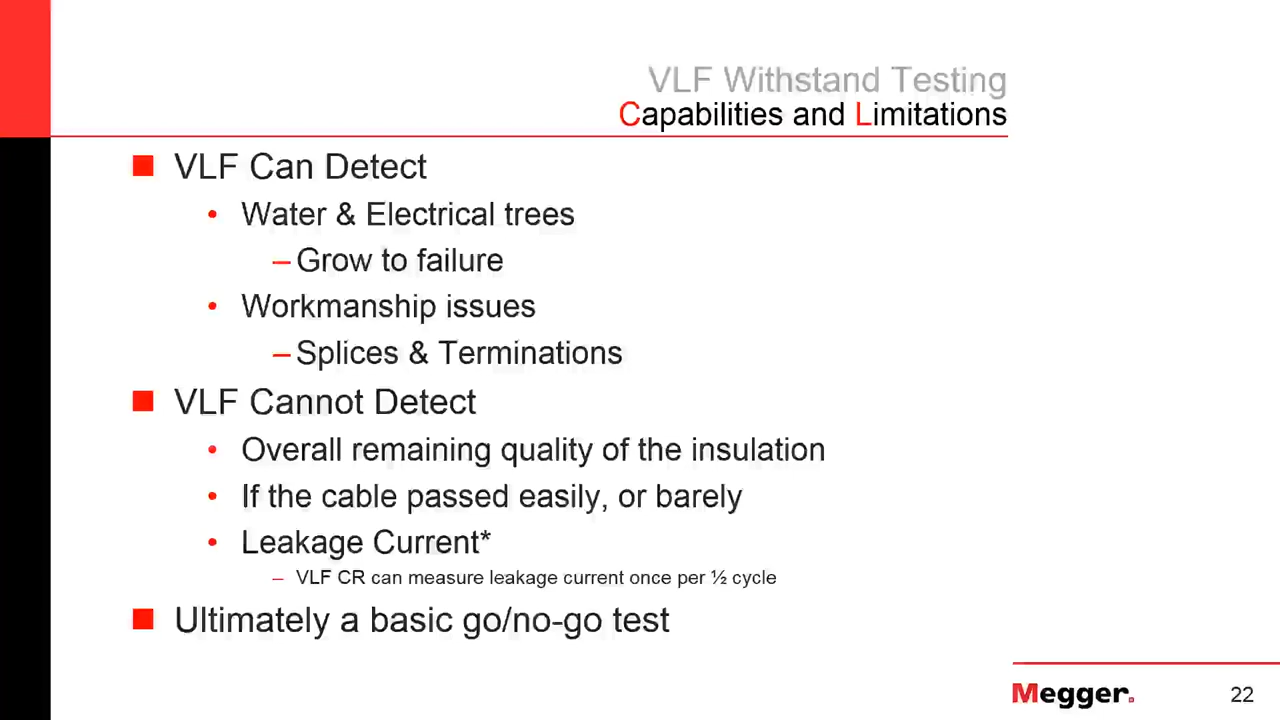 VLF Withstand Testing
Capabilities and Limitations
VLF Can Detect
• Water & Electrical trees
– Grow to failure
• Workmanship issues
– Splices & Terminations
VLF Cannot Detect
• Overall remaining quality of the insulation
• If the cable passed easily, or barely
• Leakage Current*
– VLF CR can measure leakage current once per ½ cycle
Ultimately a basic go/no-go test
Megger.
22